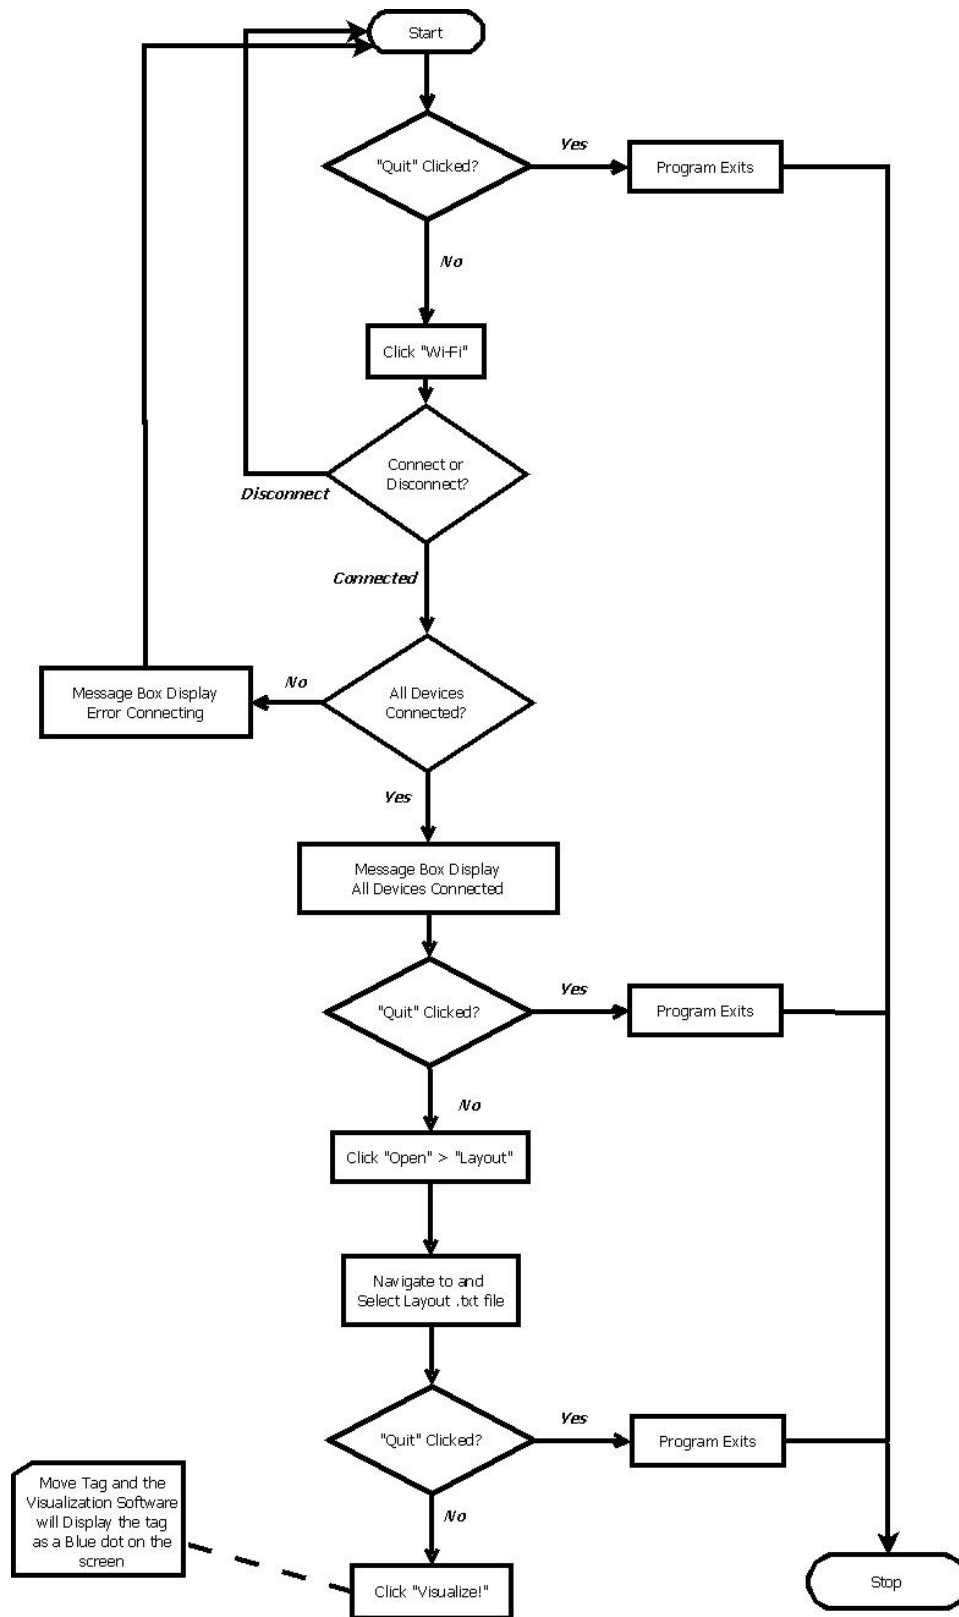 Start
"Quit" Clicked?
Yes
Program Exits
No
Click "Wi-Fi"
Connect or
Disconnect?
Disconnect
Connected
All Devices
Connected?
No
Message Box Display
Error Connecting
Yes
Message Box Display
All Devices Connected
"Quit" Clicked?
Yes
Program Exits
No
Click "Open" > "Layout"
Navigate to and
Select Layout .txt file
"Quit" Clicked?
Yes
Program Exits
No
Move Tag and the
Visualization Software
will Display the tag
as a Blue dot on the
screen
Click "Visualize!"
Stop